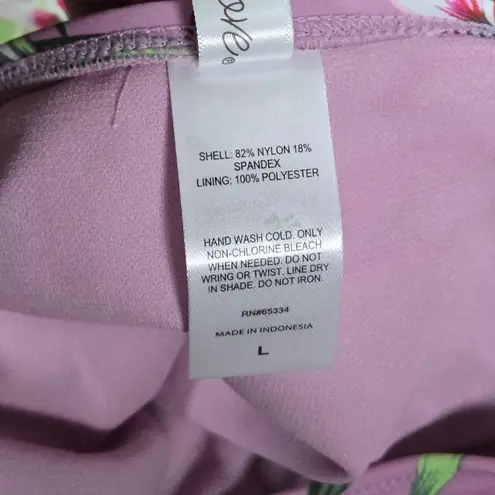 SHELL: 82% NYLON 18%
SPANDEX
LINING: 100% POLYESTER
HAND WASH COLD. ONLY
NON-CHLORINE BLEACH
WHEN NEEDED. DO NOT
WRING OR TWIST. LINE DRY
IN SHADE. DO NOT IRON.
RN#65334
MADE IN INDONESIA
L